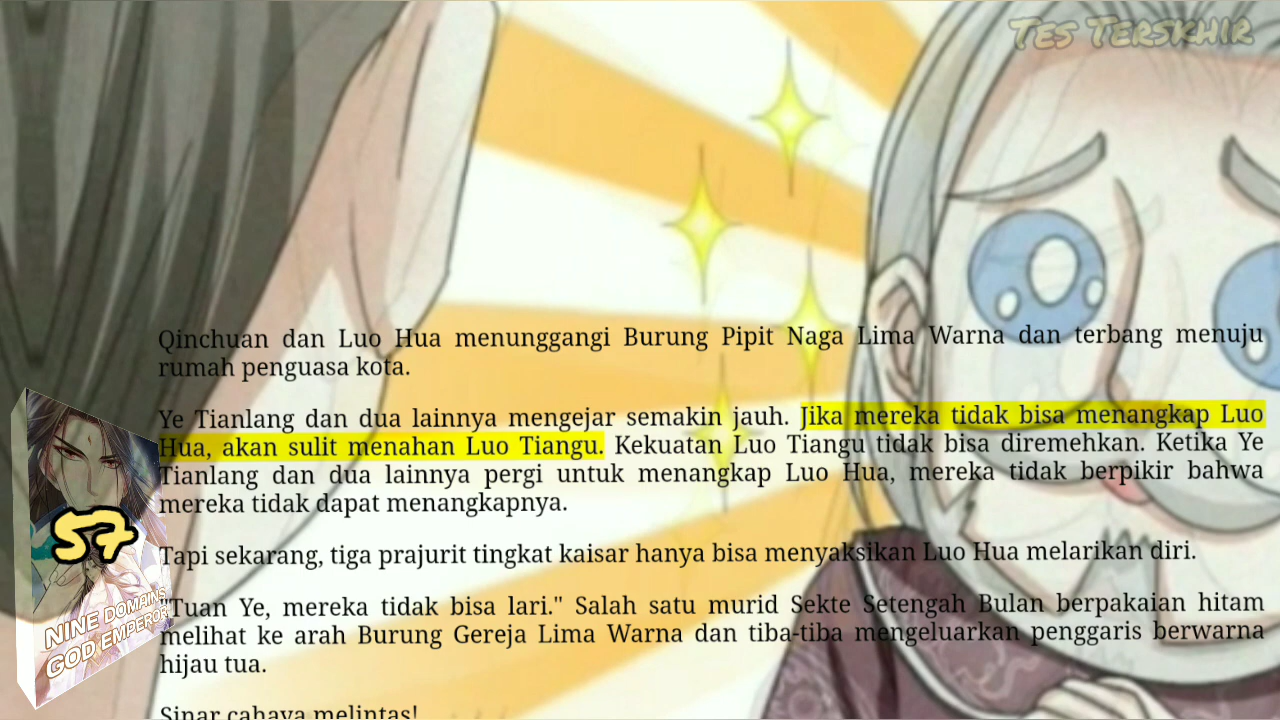 Tes Terskhir
Qinchuan dan Luo Hua menunggangi Burung Pipit Naga Lima Warna dan terbang menuju
rumah penguasa kota.
Ye Tianlang dan dua lainnya mengejar semakin jauh. Jika mereka tidak bisa menangkap Luo
Hua, akan sulit menahan Luo Tiangu. Kekuatan Luo Tiangu tidak bisa diremehkan. Ketika Ye
Tianlang dan dua lainnya pergi untuk menangkap Luo Hua, mereka tidak berpikir bahwa
mereka tidak dapat menangkapnya.
Tapi sekarang, tiga prajurit tingkat kaisar hanya bisa menyaksikan Luo Hua melarikan diri.
"Tuan Ye, mereka tidak bisa lari." Salah satu murid Sekte Setengah Bulan berpakaian hitam
melihat ke arah Burung Gereja Lima Warna dan tiba-tiba mengeluarkan penggaris berwarna
hijau tua.
Sinar cahaya melintas!
57
NINE DOMAINS
GOD EMPEROR